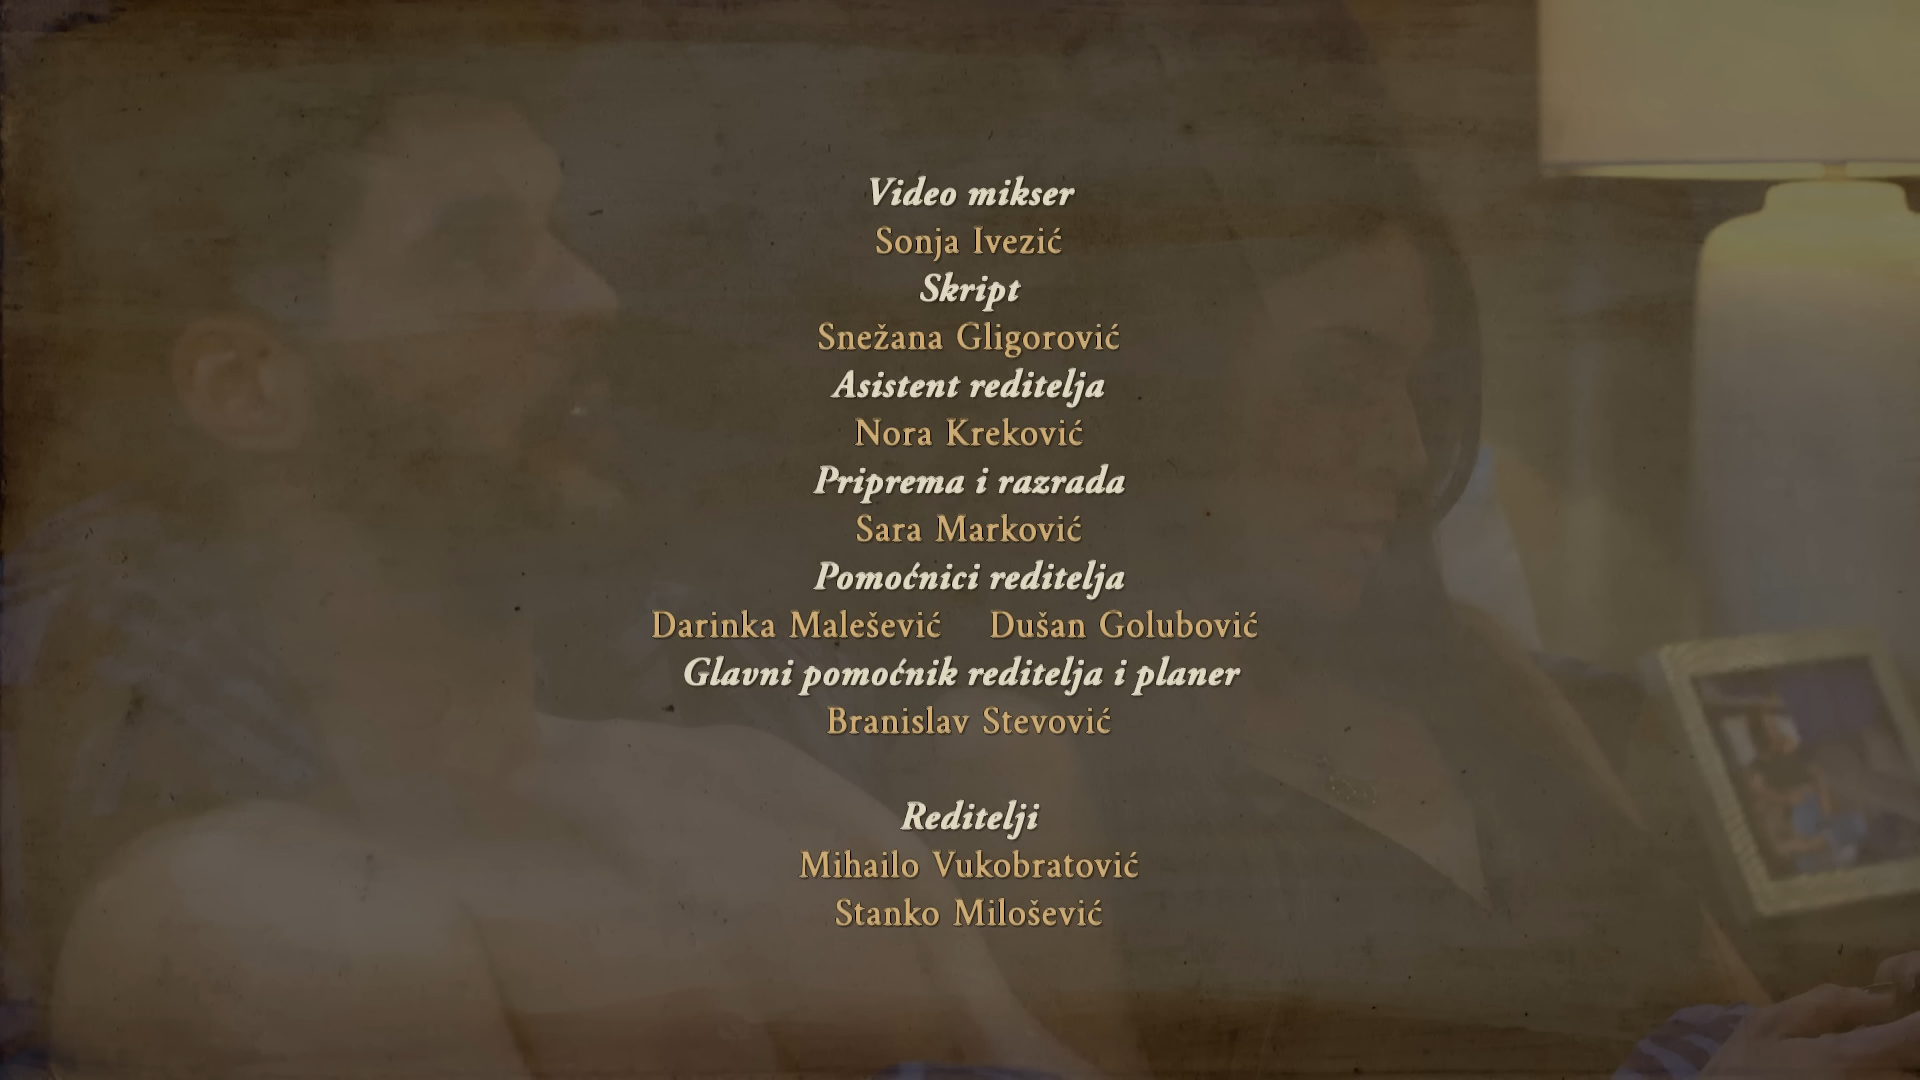 Video mikser
Sonja Ivezić
Skript
Snežana Gligorović
Asistent reditelja
Nora Kreković
Priprema i razrada
Sara Marković
Pomoćnici reditelja
Darinka Malešević Dušan Golubović
Glavni pomoćnik reditelja i planer
Branislav Stevović
Reditelji
Mihailo Vukobratović
Stanko Milošević